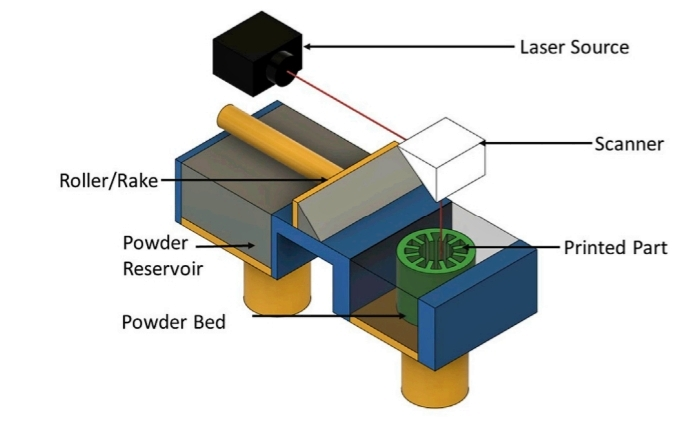 Laser Source
Scanner
Roller/Rake
Powder
Reservoir
Printed Part
Powder Bed